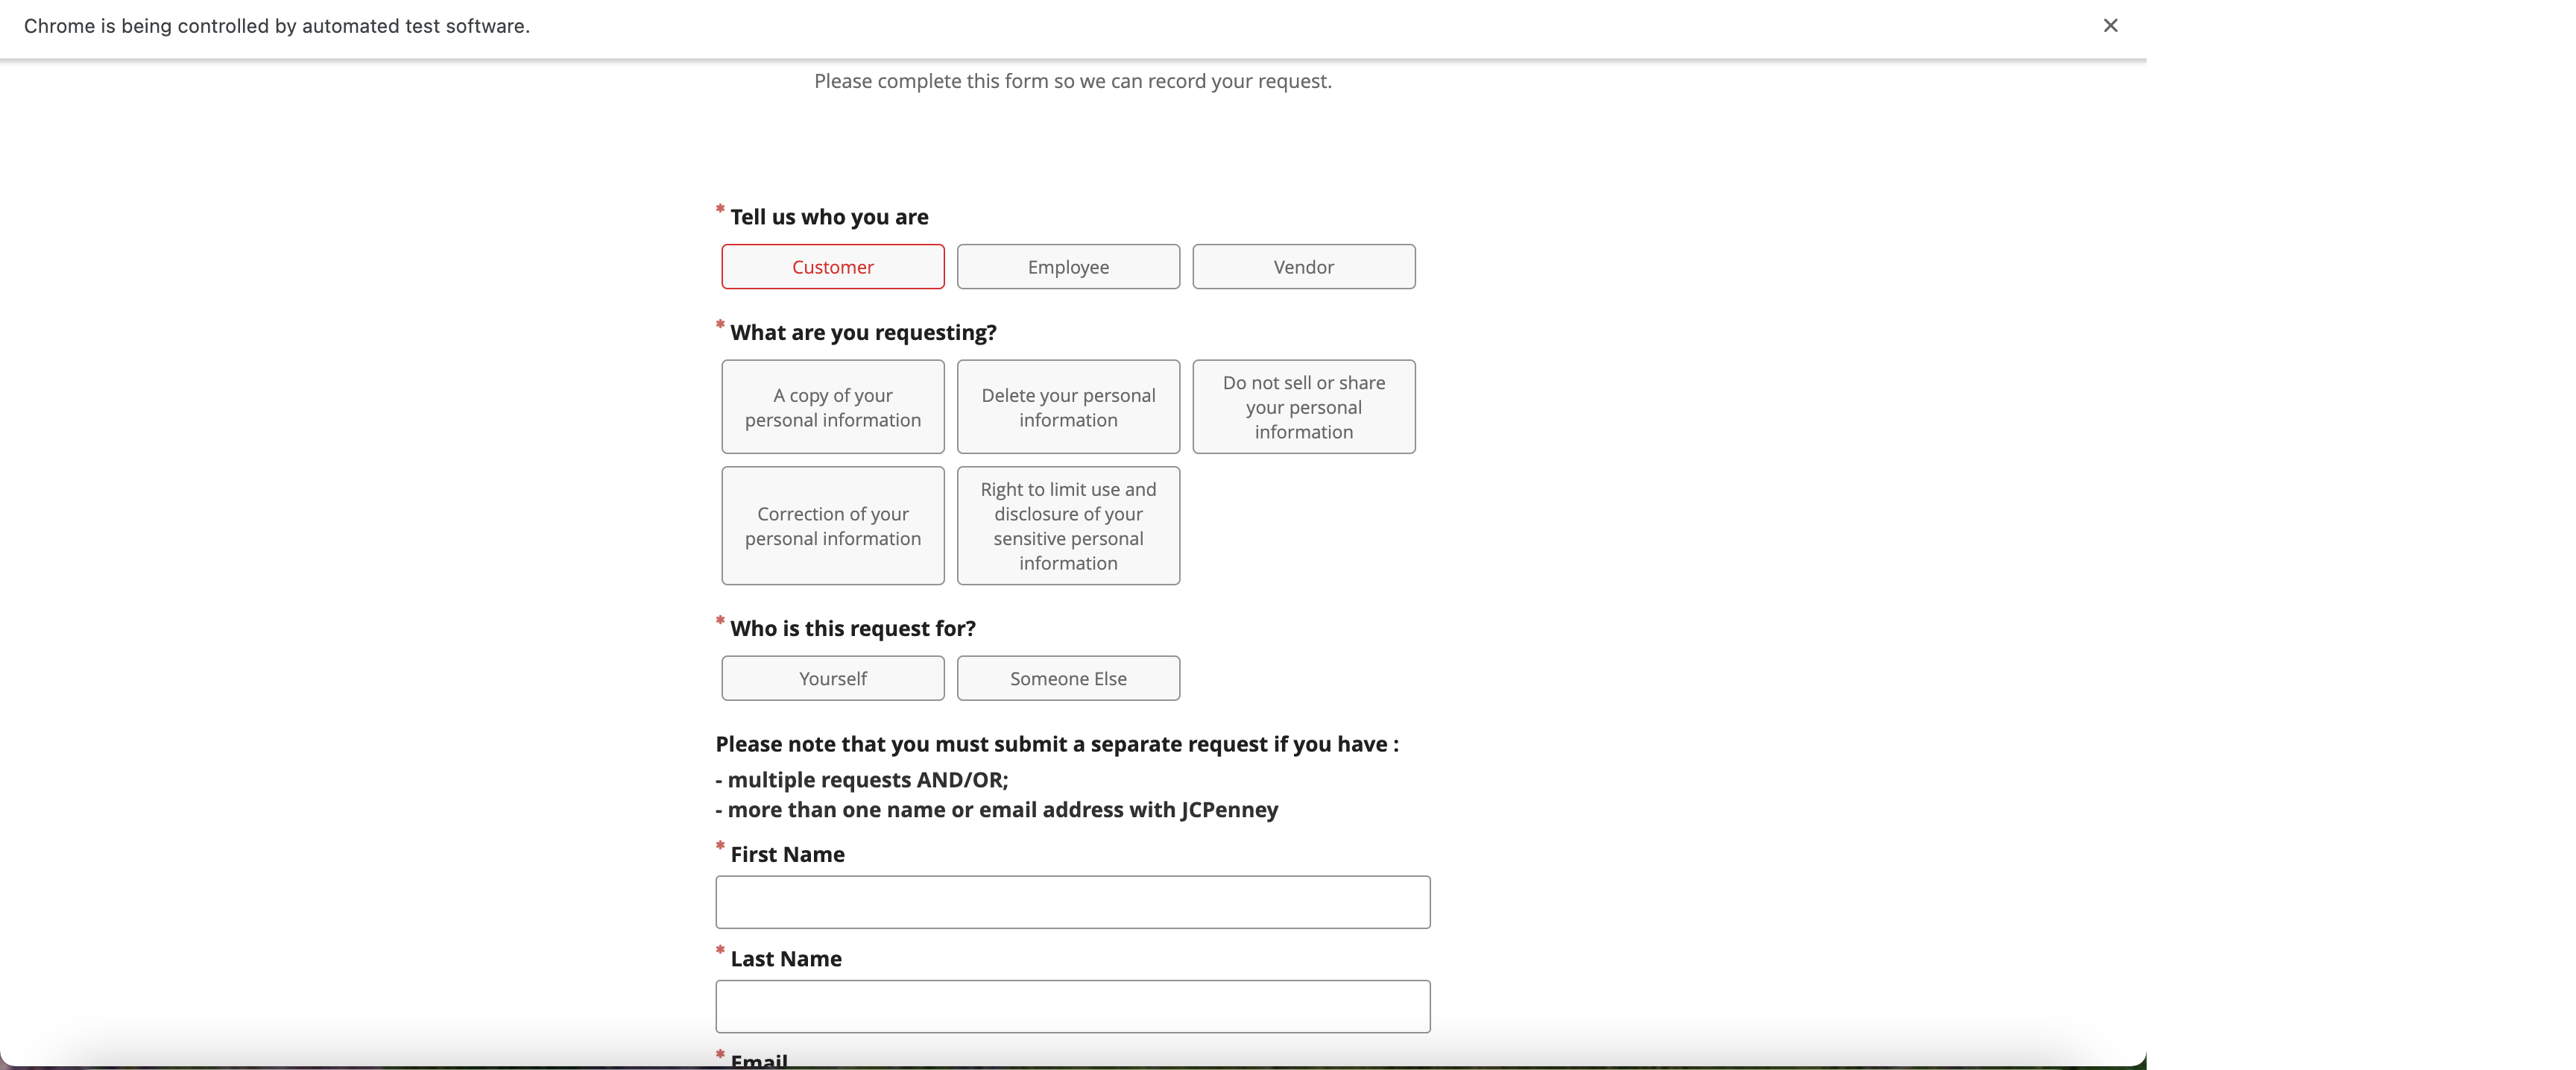 Chrome is being controlled by automated test software.
Please complete this form so we can record your request.
* Tell us who you are
Customer
Employee
Vendor
* What are you requesting?
A copy of your
personal information
Delete your personal
information
Do not sell or share
your personal
information
Correction of your
personal information
Right to limit use and
disclosure of your
sensitive personal
information
* Who is this request for?
Yourself
Someone Else
Please note that you must submit a separate request if you have :
- multiple requests AND/OR;
- more than one name or email address with JCPenney
* First Name
* Last Name
* Email